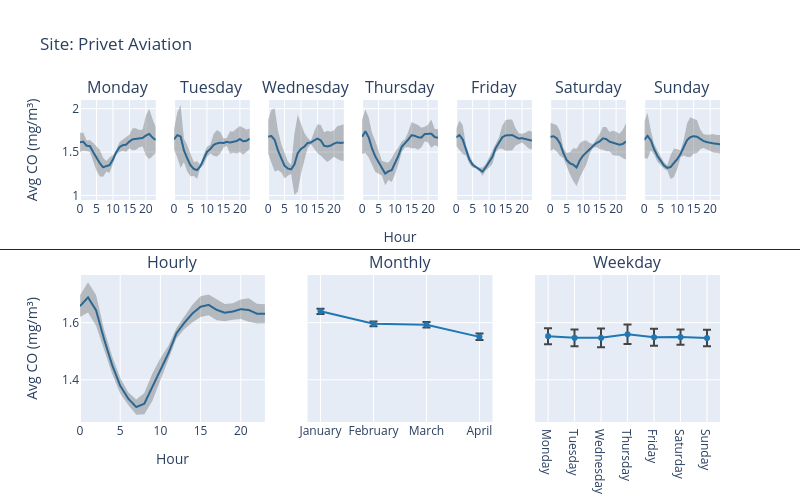 Site: Privet Aviation
Monday Tuesday Wednesday Thursday Friday Saturday Sunday
Avg CO (mg/m³)
2
1.5
1
0 5 10 15 20 0 5 10 15 20 0 5 10 15 20 0 5 10 15 20 0 5 10 15 20 0 5 10 15 20 0 5 10 15 20
Hour
Hourly Monthly Weekday
Avg CO (mg/m³)
1.6
1.4
0 5 10 15 20 January February March April Monday Tuesday Wednesday Thursday Friday Saturday Sunday
Hour